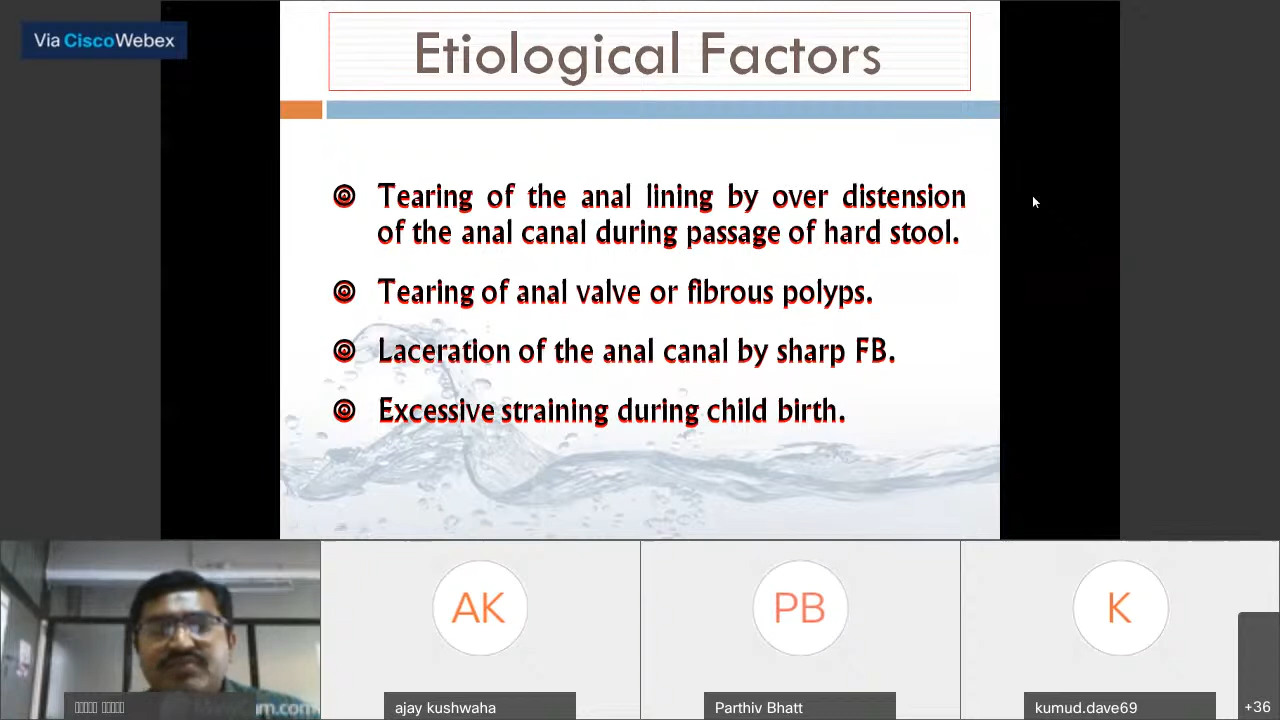 Via Cisco Webex
Etiological Factors
Tearing of the anal lining by over distension
of the anal canal during passage of hard stool.
Tearing of anal valve or fibrous polyps.
Laceration of the anal canal by sharp FB.
Excessive straining during child birth.
AK
PB
K
ajay kushwaha
Parthiv Bhatt
kumud.dave69
+36